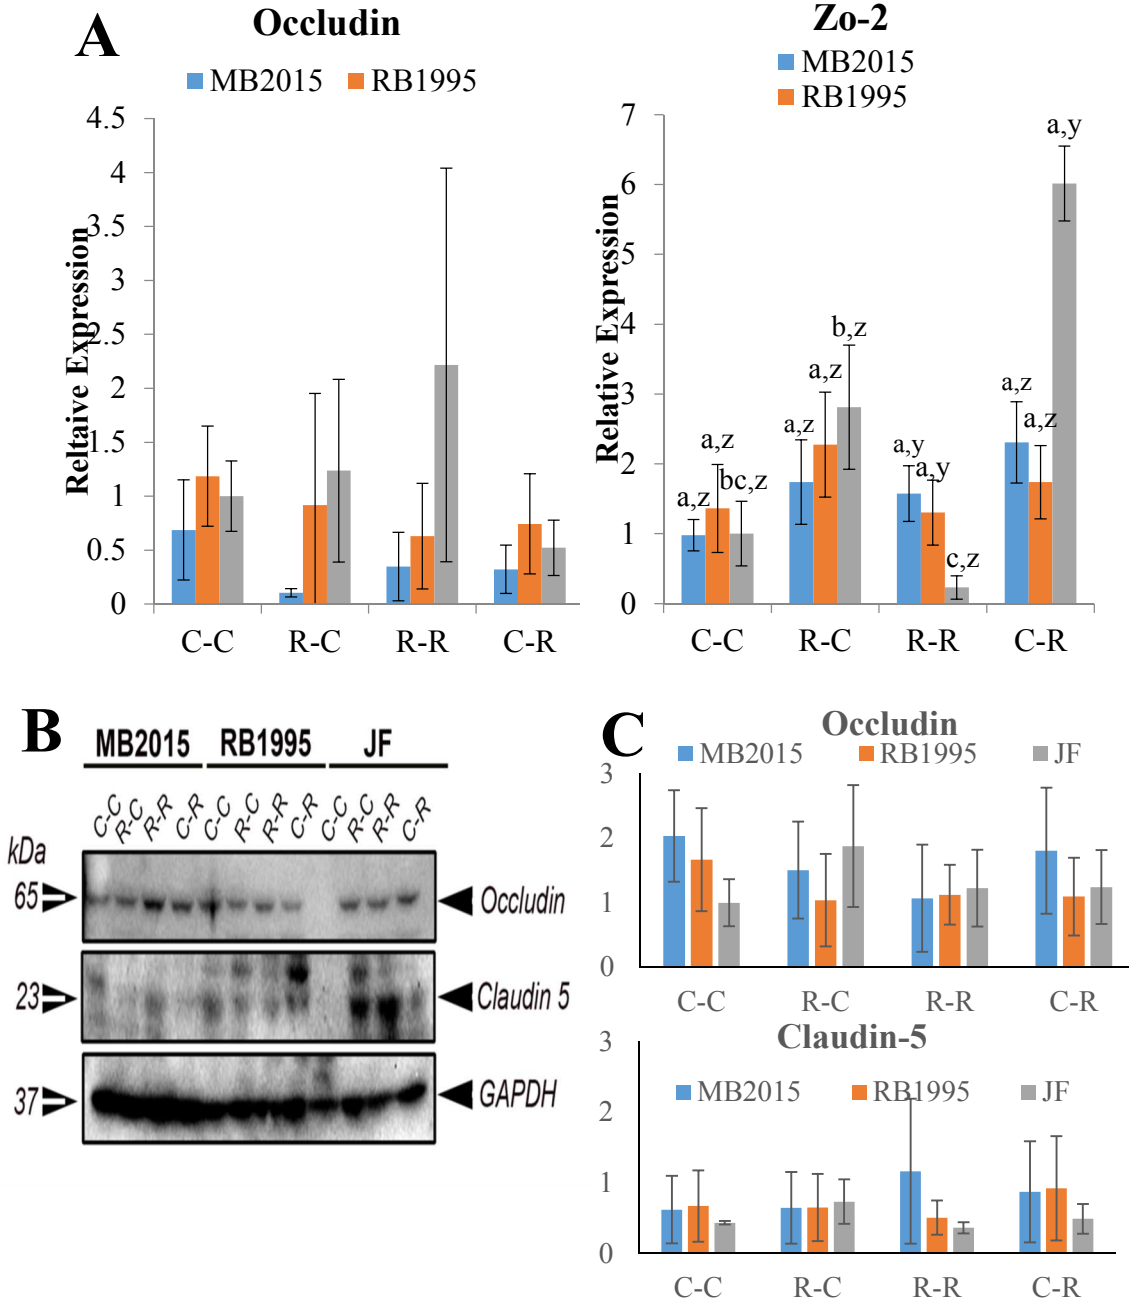 A
Occludin
MB2015 RB1995
Reltaive Expression
4.5
4
3.5
3
2.5
2
1.5
1
0.5
0
C-C R-C R-R C-R
Zo-2
MB2015
RB1995
Relative Expression
7
6
5
4
3
2
1
0
a,z a,z bc,z a,z a,z b,z a,y a,y c,z a,z a,z a,y
C-C R-C R-R C-R
B
MB2015 RB1995 JF
C-C R-C R-R C-R C-C R-C R-R C-R C-C R-C R-R C-R
kDa
65 Occludin
23 Claudin 5
37 GAPDH
C
Occludin
MB2015 RB1995 JF
3
2
1
0
C-C R-C R-R C-R
Claudin-5
MB2015 RB1995 JF
3
2
1
0
C-C R-C R-R C-R